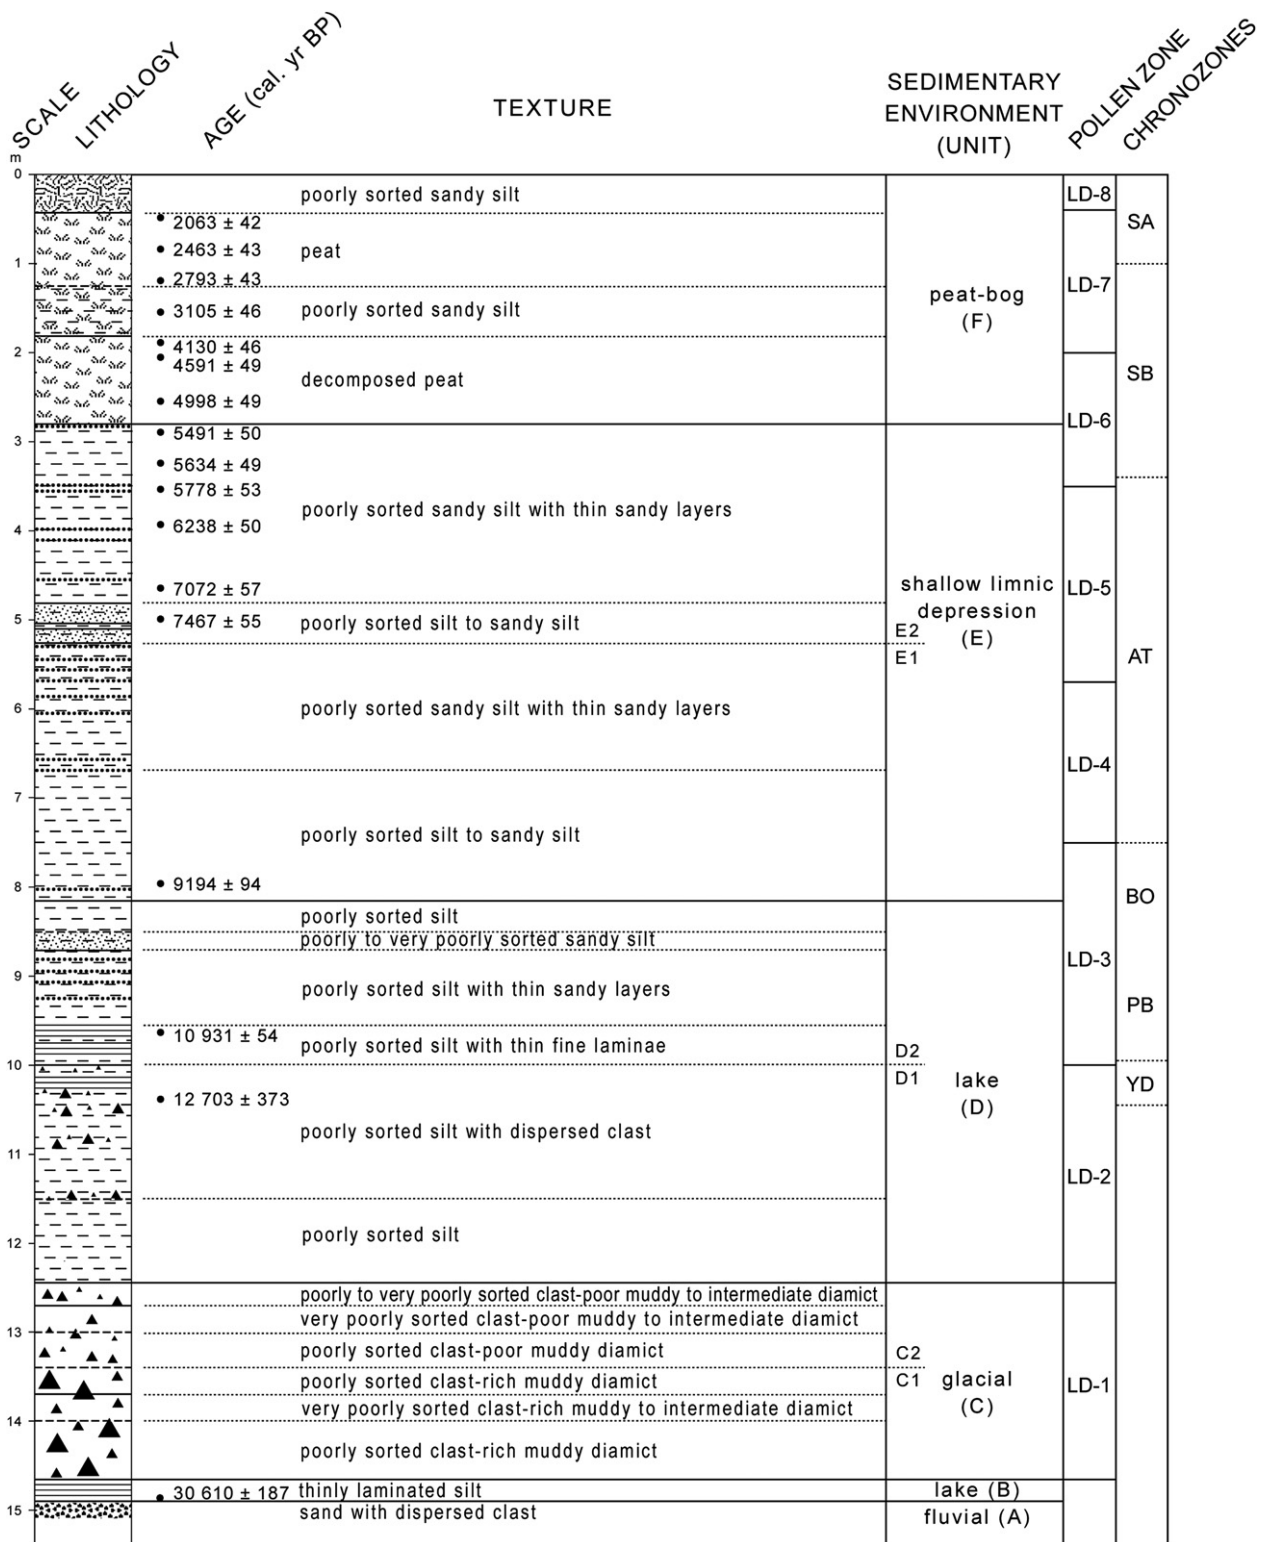 SCALE
LITHOLOGY
AGE (cal. yr BP)
TEXTURE
SEDIMENTARY
ENVIRONMENT
(UNIT)
POLLEN ZONE
CHRONOZONES
m
0
poorly sorted sandy silt
LD-8
2063 ± 42
SA
2463 ± 43
peat
1
2793 ± 43
LD-7
peat-bog
(F)
3105 ± 46
poorly sorted sandy silt
4130 ± 46
2
4591 ± 49
decomposed peat
SB
4998 ± 49
LD-6
5491 ± 50
3
5634 ± 49
5778 ± 53
poorly sorted sandy silt with thin sandy layers
6238 ± 50
4
7072 ± 57
shallow limnic
depression
(E)
LD-5
7467 ± 55
5
poorly sorted silt to sandy silt
E2
E1
AT
6
poorly sorted sandy silt with thin sandy layers
LD-4
7
poorly sorted silt to sandy silt
9194 ± 94
8
BO
poorly sorted silt
poorly to very poorly sorted sandy silt
LD-3
9
poorly sorted silt with thin sandy layers
PB
10 931 ± 54
poorly sorted silt with thin fine laminae
D2
10
D1
lake
(D)
YD
12 703 ± 373
poorly sorted silt with dispersed clast
11
LD-2
12
poorly sorted silt
poorly to very poorly sorted clast-poor muddy to intermediate diamict
very poorly sorted clast-poor muddy to intermediate diamict
13
poorly sorted clast-poor muddy diamict
C2
C1
glacial
(C)
poorly sorted clast-rich muddy diamict
LD-1
very poorly sorted clast-rich muddy to intermediate diamict
14
poorly sorted clast-rich muddy diamict
30 610 ± 187
thinly laminated silt
lake (B)
15
sand with dispersed clast
fluvial (A)